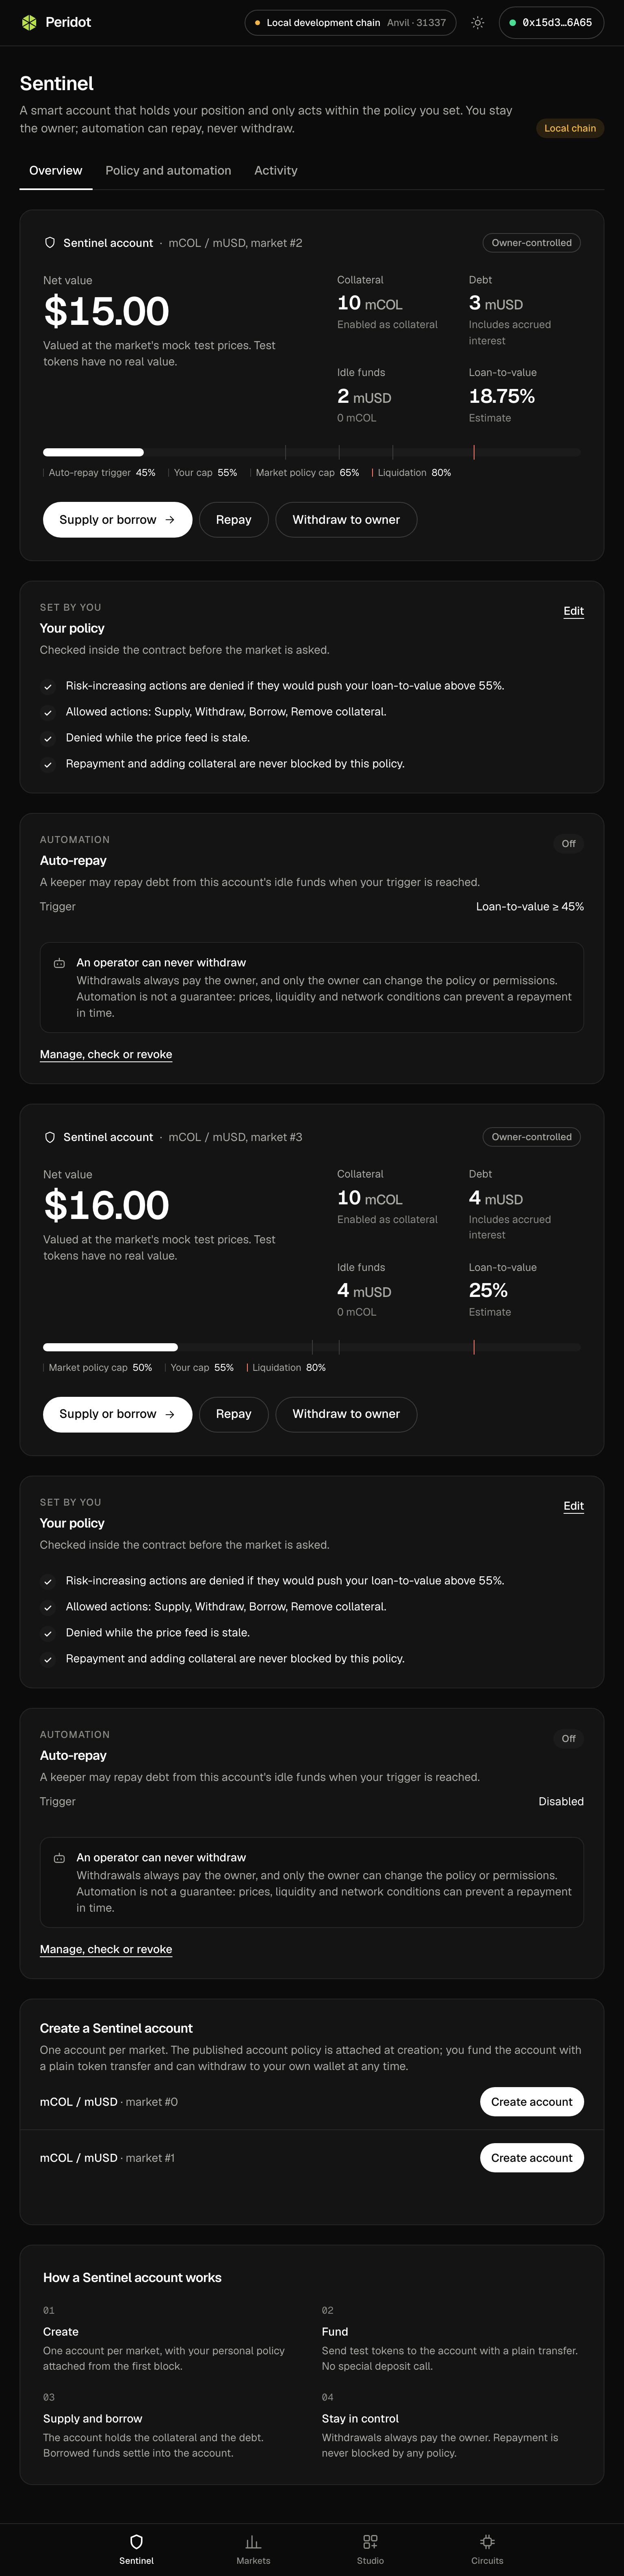 Peridot
Local development chain Anvil · 31337
0x15d3…6A65
Sentinel
A smart account that holds your position and only acts within the policy you set. You stay
the owner; automation can repay, never withdraw.
Local chain
Overview Policy and automation Activity
Sentinel account · mCOL / mUSD, market #2
Owner-controlled
Net value
$15.00
Valued at the market's mock test prices. Test
tokens have no real value.
Collateral
10 mCOL
Enabled as collateral
Debt
3 mUSD
Includes accrued
interest
Idle funds
2 mUSD
0 mCOL
Loan-to-value
18.75%
Estimate
Auto-repay trigger 45% Your cap 55% Market policy cap 65% Liquidation 80%
Supply or borrow → Repay Withdraw to owner
SET BY YOU
Your policy
Edit
Checked inside the contract before the market is asked.
Risk-increasing actions are denied if they would push your loan-to-value above 55%.
Allowed actions: Supply, Withdraw, Borrow, Remove collateral.
Denied while the price feed is stale.
Repayment and adding collateral are never blocked by this policy.
AUTOMATION
Auto-repay
Off
A keeper may repay debt from this account's idle funds when your trigger is reached.
Trigger Loan-to-value ≥ 45%
An operator can never withdraw
Withdrawals always pay the owner, and only the owner can change the policy or permissions.
Automation is not a guarantee: prices, liquidity and network conditions can prevent a repayment
in time.
Manage, check or revoke
Sentinel account · mCOL / mUSD, market #3
Owner-controlled
Net value
$16.00
Valued at the market's mock test prices. Test
tokens have no real value.
Collateral
10 mCOL
Enabled as collateral
Debt
4 mUSD
Includes accrued
interest
Idle funds
4 mUSD
0 mCOL
Loan-to-value
25%
Estimate
Market policy cap 50% Your cap 55% Liquidation 80%
Supply or borrow → Repay Withdraw to owner
SET BY YOU
Your policy
Edit
Checked inside the contract before the market is asked.
Risk-increasing actions are denied if they would push your loan-to-value above 55%.
Allowed actions: Supply, Withdraw, Borrow, Remove collateral.
Denied while the price feed is stale.
Repayment and adding collateral are never blocked by this policy.
AUTOMATION
Auto-repay
Off
A keeper may repay debt from this account's idle funds when your trigger is reached.
Trigger Disabled
An operator can never withdraw
Withdrawals always pay the owner, and only the owner can change the policy or permissions.
Automation is not a guarantee: prices, liquidity and network conditions can prevent a repayment
in time.
Manage, check or revoke
Create a Sentinel account
One account per market. The published account policy is attached at creation; you fund the account with
a plain token transfer and can withdraw to your own wallet at any time.
mCOL / mUSD · market #0 Create account
mCOL / mUSD · market #1 Create account
How a Sentinel account works
01
Create
One account per market, with your personal policy
attached from the first block.
02
Fund
Send test tokens to the account with a plain transfer.
No special deposit call.
03
Supply and borrow
The account holds the collateral and the debt.
Borrowed funds settle into the account.
04
Stay in control
Withdrawals always pay the owner. Repayment is
never blocked by any policy.
Sentinel Markets Studio Circuits